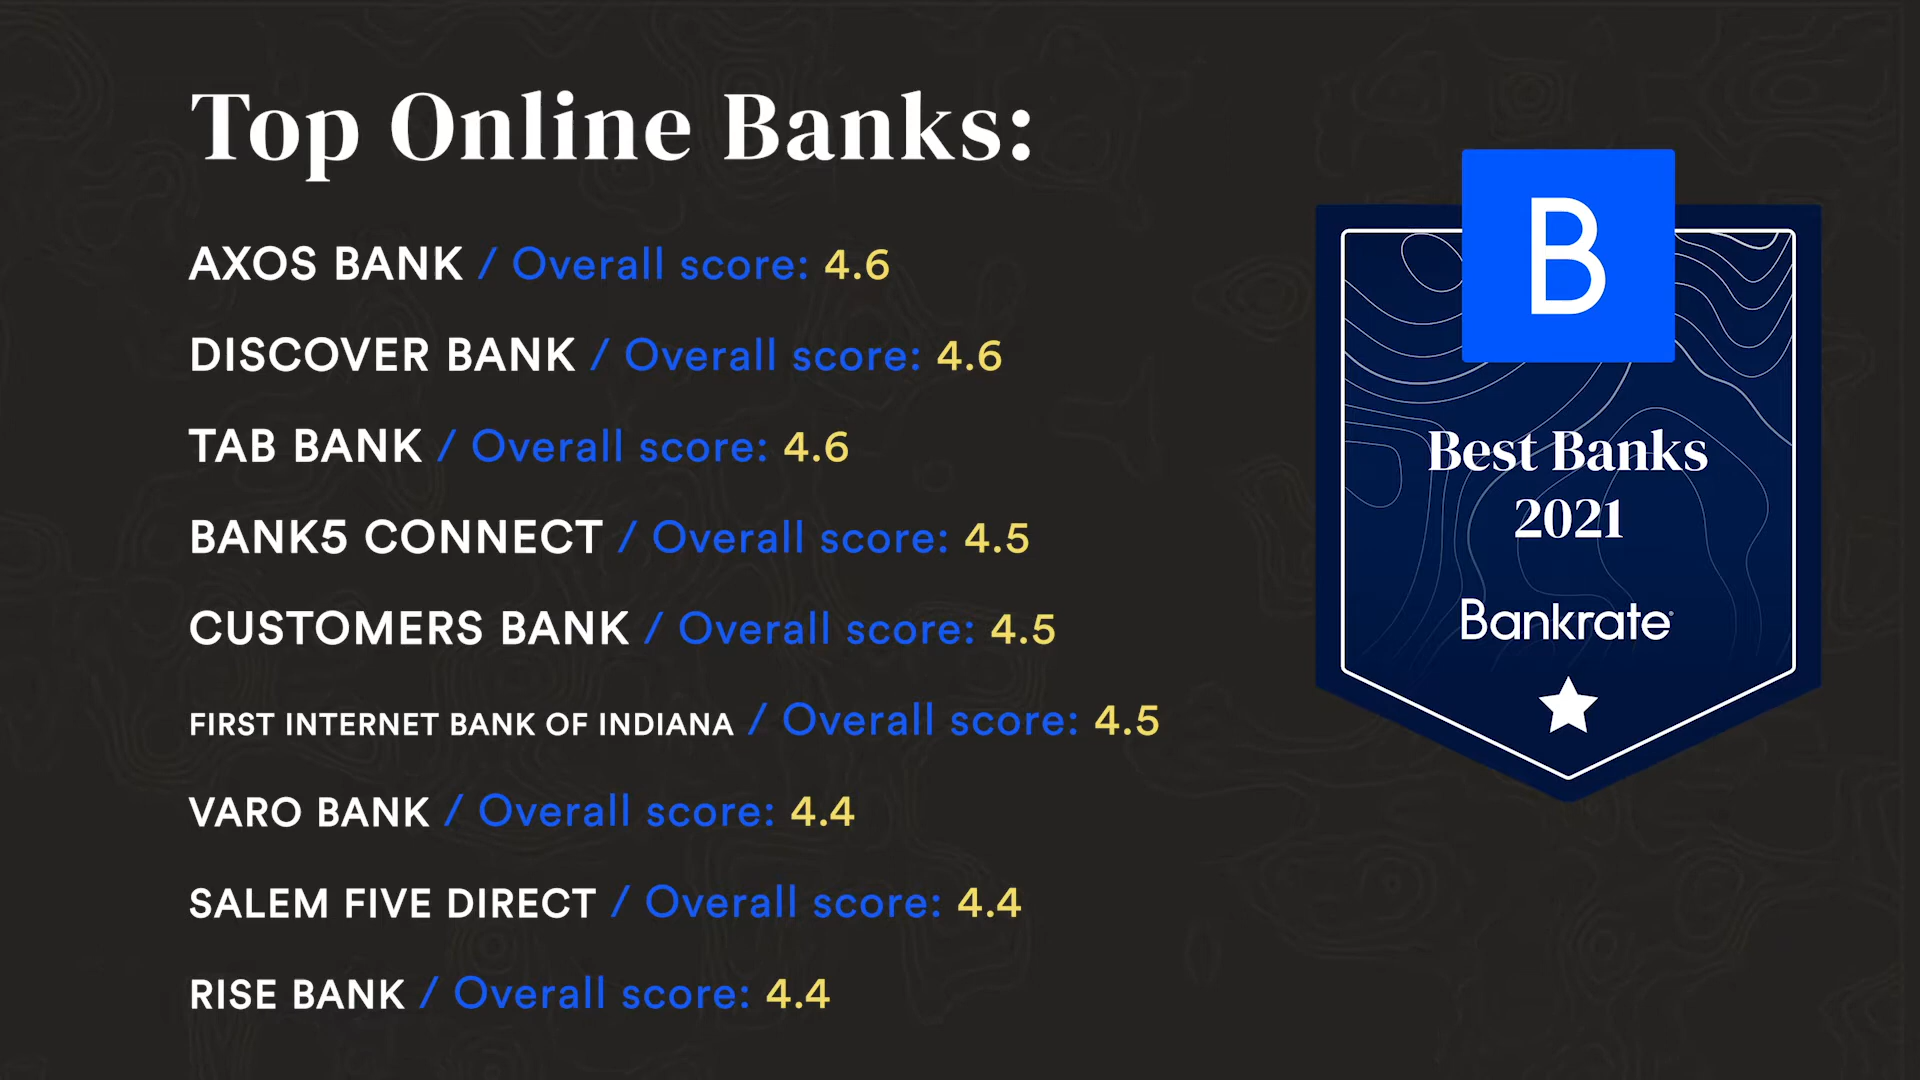 Top Online Banks:
AXOS BANK / Overall score: 4.6
DISCOVER BANK / Overall score: 4.6
TAB BANK / Overall score: 4.6
BANK5 CONNECT / Overall score: 4.5
CUSTOMERS BANK / Overall score: 4.5
FIRST INTERNET BANK OF INDIANA / Overall score: 4.5
VARO BANK / Overall score: 4.4
SALEM FIVE DIRECT / Overall score: 4.4
RISE BANK / Overall score: 4.4
B
Best Banks
2021
Bankrate